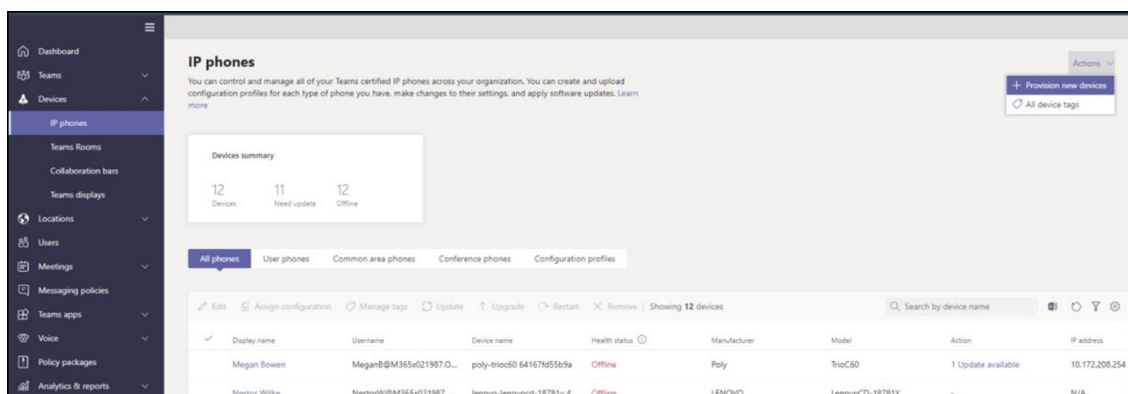 Dashboard
Teams
Devices
IP phones
Teams Rooms
Collaboration bars
Teams displays
Locations
Users
Meetings
Messaging policies
Teams apps
Voice
Policy packages
Analytics & reports
IP phones
You can control and manage all of your Teams certified IP phones across your organization. You can create and upload
configuration profiles for each type of phone you have, make changes to their settings, and apply software updates. Learn
more
Actions
+ Provision new devices
All device tags
Devices summary
12 11 12
Devices Need update Offline
All phones User phones Common area phones Conference phones Configuration profiles
Edit Assign configuration Manage tags Update Upgrade Restart Remove | Showing 12 devices Search by device name
Display name Username Device name Health status Manufacturer Model Action IP address
Megan Bowen MeganB@M365x021987.O... poly-trioc60 64167fd55b9a Offline Poly TrioC60 1 Update available 10.172.208.254
Nestor Wilke NestorW@M365x021987.... Offline LENOVO - N/A